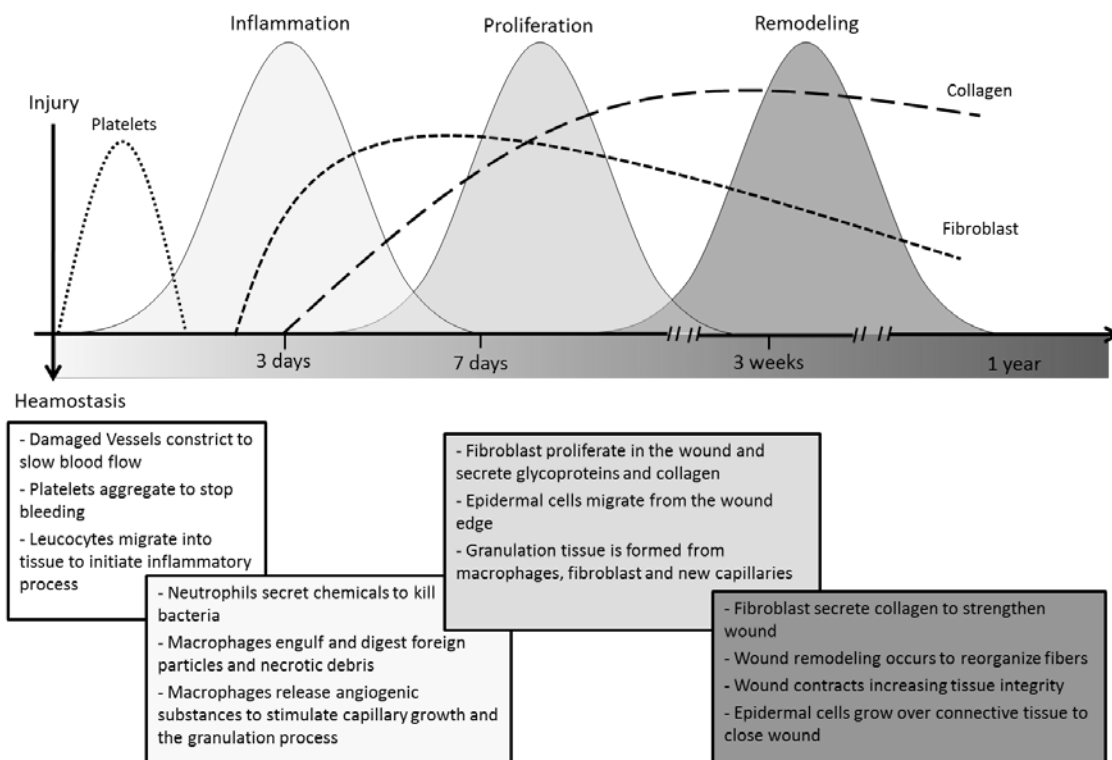 Inflammation
Proliferation
Remodeling
Injury
Platelets
Collagen
Fibroblast
3 days
7 days
3 weeks
1 year
Heamostasis
- Damaged Vessels constrict to
slow blood flow
- Platelets aggregate to stop
bleeding
- Leucocytes migrate into
tissue to initiate inflammatory
process
- Neutrophils secret chemicals to kill
bacteria
- Macrophages engulf and digest foreign
particles and necrotic debris
- Macrophages release angiogenic
substances to stimulate capillary growth and
the granulation process
- Fibroblast proliferate in the wound and
secrete glycoproteins and collagen
- Epidermal cells migrate from the wound
edge
- Granulation tissue is formed from
macrophages, fibroblast and new capillaries
- Fibroblast secrete collagen to strengthen
wound
- Wound remodeling occurs to reorganize fibers
- Wound contracts increasing tissue integrity
- Epidermal cells grow over connective tissue to
close wound